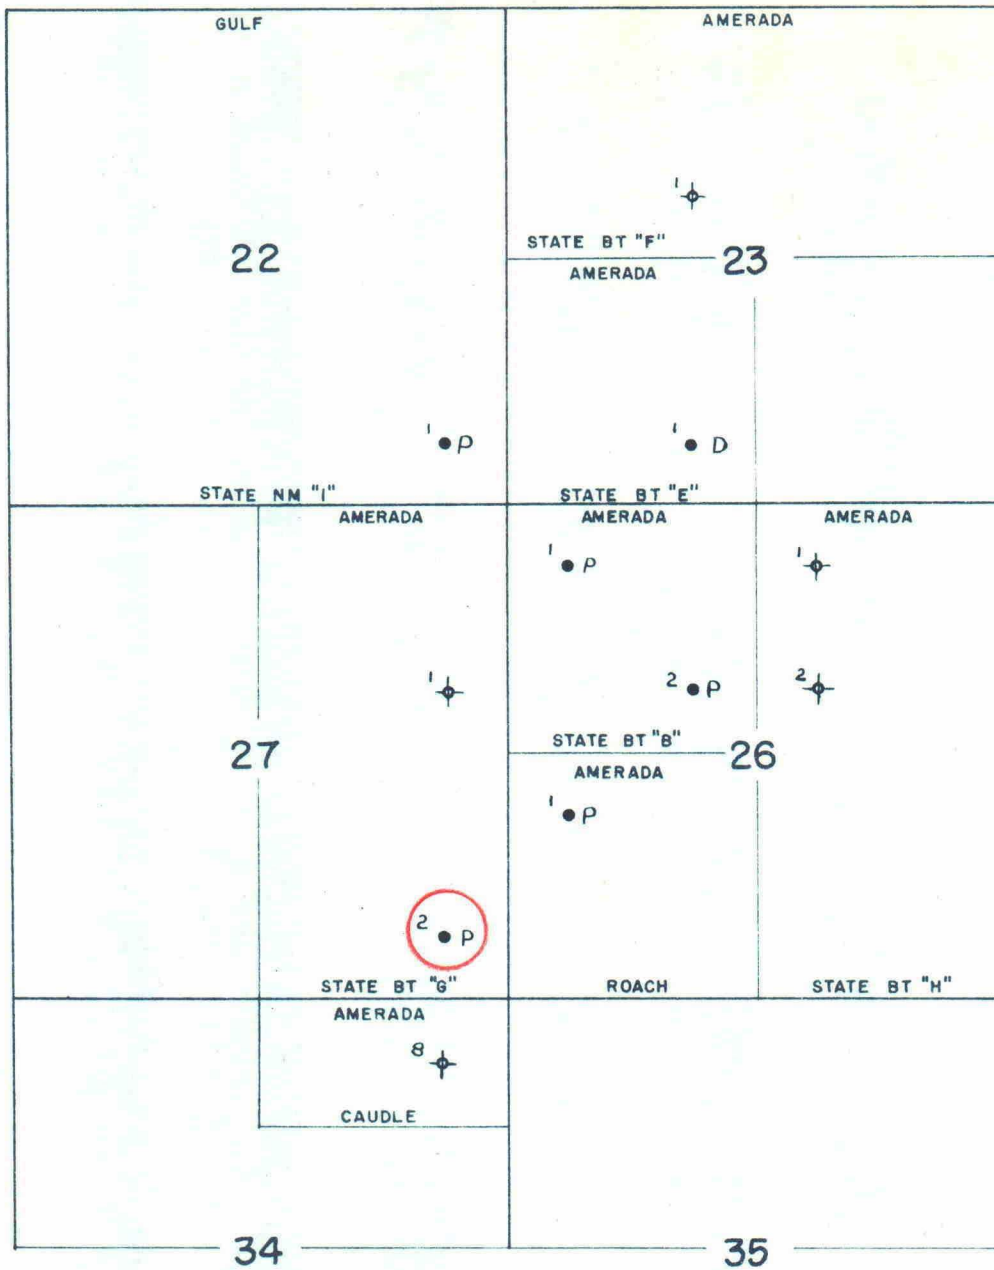 GULF
AMERADA
1
STATE BT "F"
22
23
AMERADA
1 P
1 D
STATE NM "I"
STATE BT "E"
AMERADA
AMERADA
AMERADA
1 P
1
1
2 P
2
STATE BT "B"
27
26
AMERADA
1 P
2 P
STATE BT "G"
ROACH
STATE BT "H"
AMERADA
8
CAUDLE
34
35